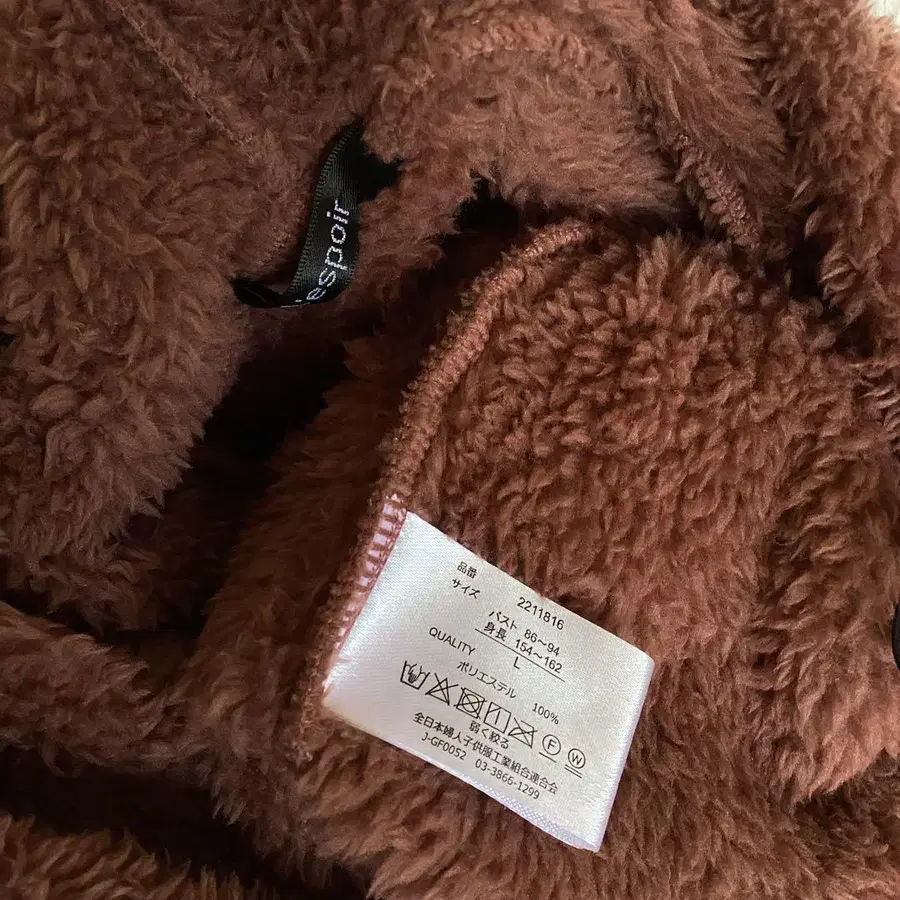 espoir
品番 2211816
サイズ バスト 86～94
身長 154～162
L
QUALITY
ポリエステル 100%
F W
弱く絞る
全日本婦人子供服工業組合連合会
J-GF0052 03-3866-1299